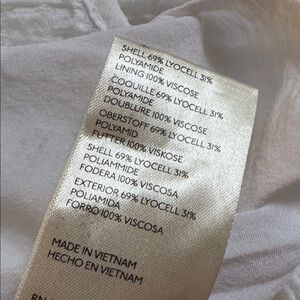 SHELL 69% LYOCELL 31%
POLYAMIDE
LINING 100% VISCOSE
COQUILLE 69% LYOCELL 31%
POLYAMIDE
DOUBLURE 100% VISCOSE
OBERSTOFF 69% LYOCELL 31%
POLYAMID
FUTTER 100% VISKOSE
SHELL 69% LYOCELL 31%
POLIAMMIDE
FODERA 100% VISCOSA
EXTERIOR 69% LYOCELL 31%
POLIAMIDA
FORRO 100% VISCOSA
MADE IN VIETNAM
HECHO EN VIETNAM
RN